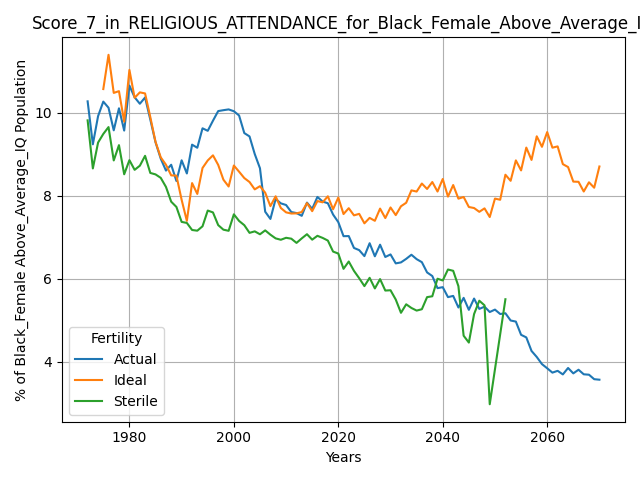 Score_7_in_RELIGIOUS_ATTENDANCE_for_Black_Female_Above_Average_I
% of Black_Female Above_Average_IQ Population
10
8
6
4
Fertility
Actual
Ideal
Sterile
1980 2000 2020 2040 2060
Years